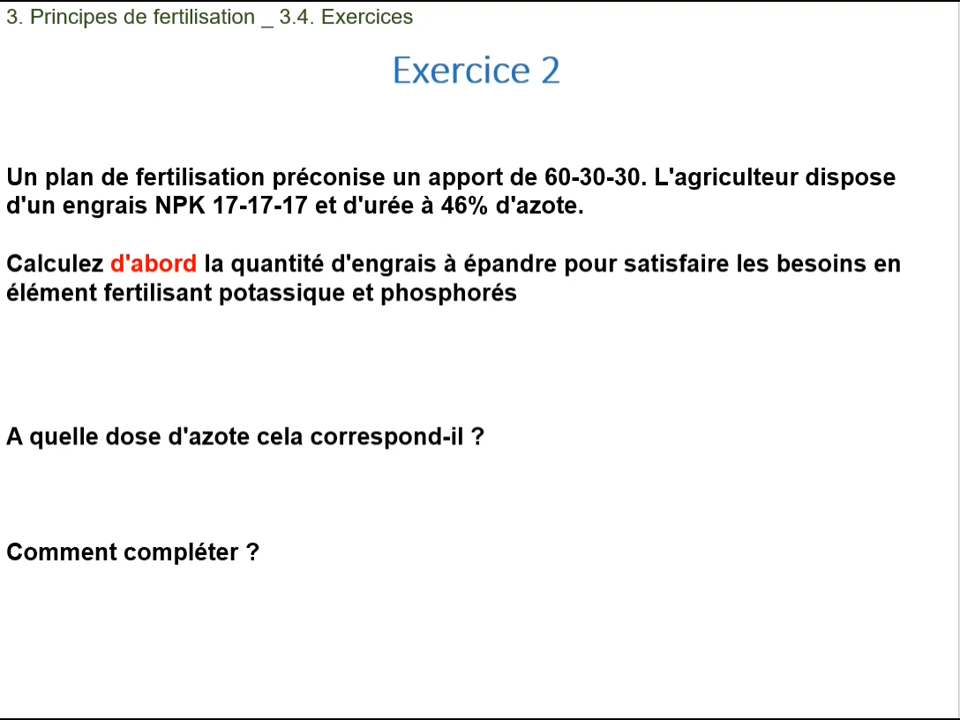 3. Principes de fertilisation _ 3.4. Exercices
Exercice 2
Un plan de fertilisation préconise un apport de 60-30-30. L'agriculteur dispose
d'un engrais NPK 17-17-17 et d'urée à 46% d'azote.
Calculez d'abord la quantité d'engrais à épandre pour satisfaire les besoins en
élément fertilisant potassique et phosphorés
A quelle dose d'azote cela correspond-il ?
Comment compléter ?